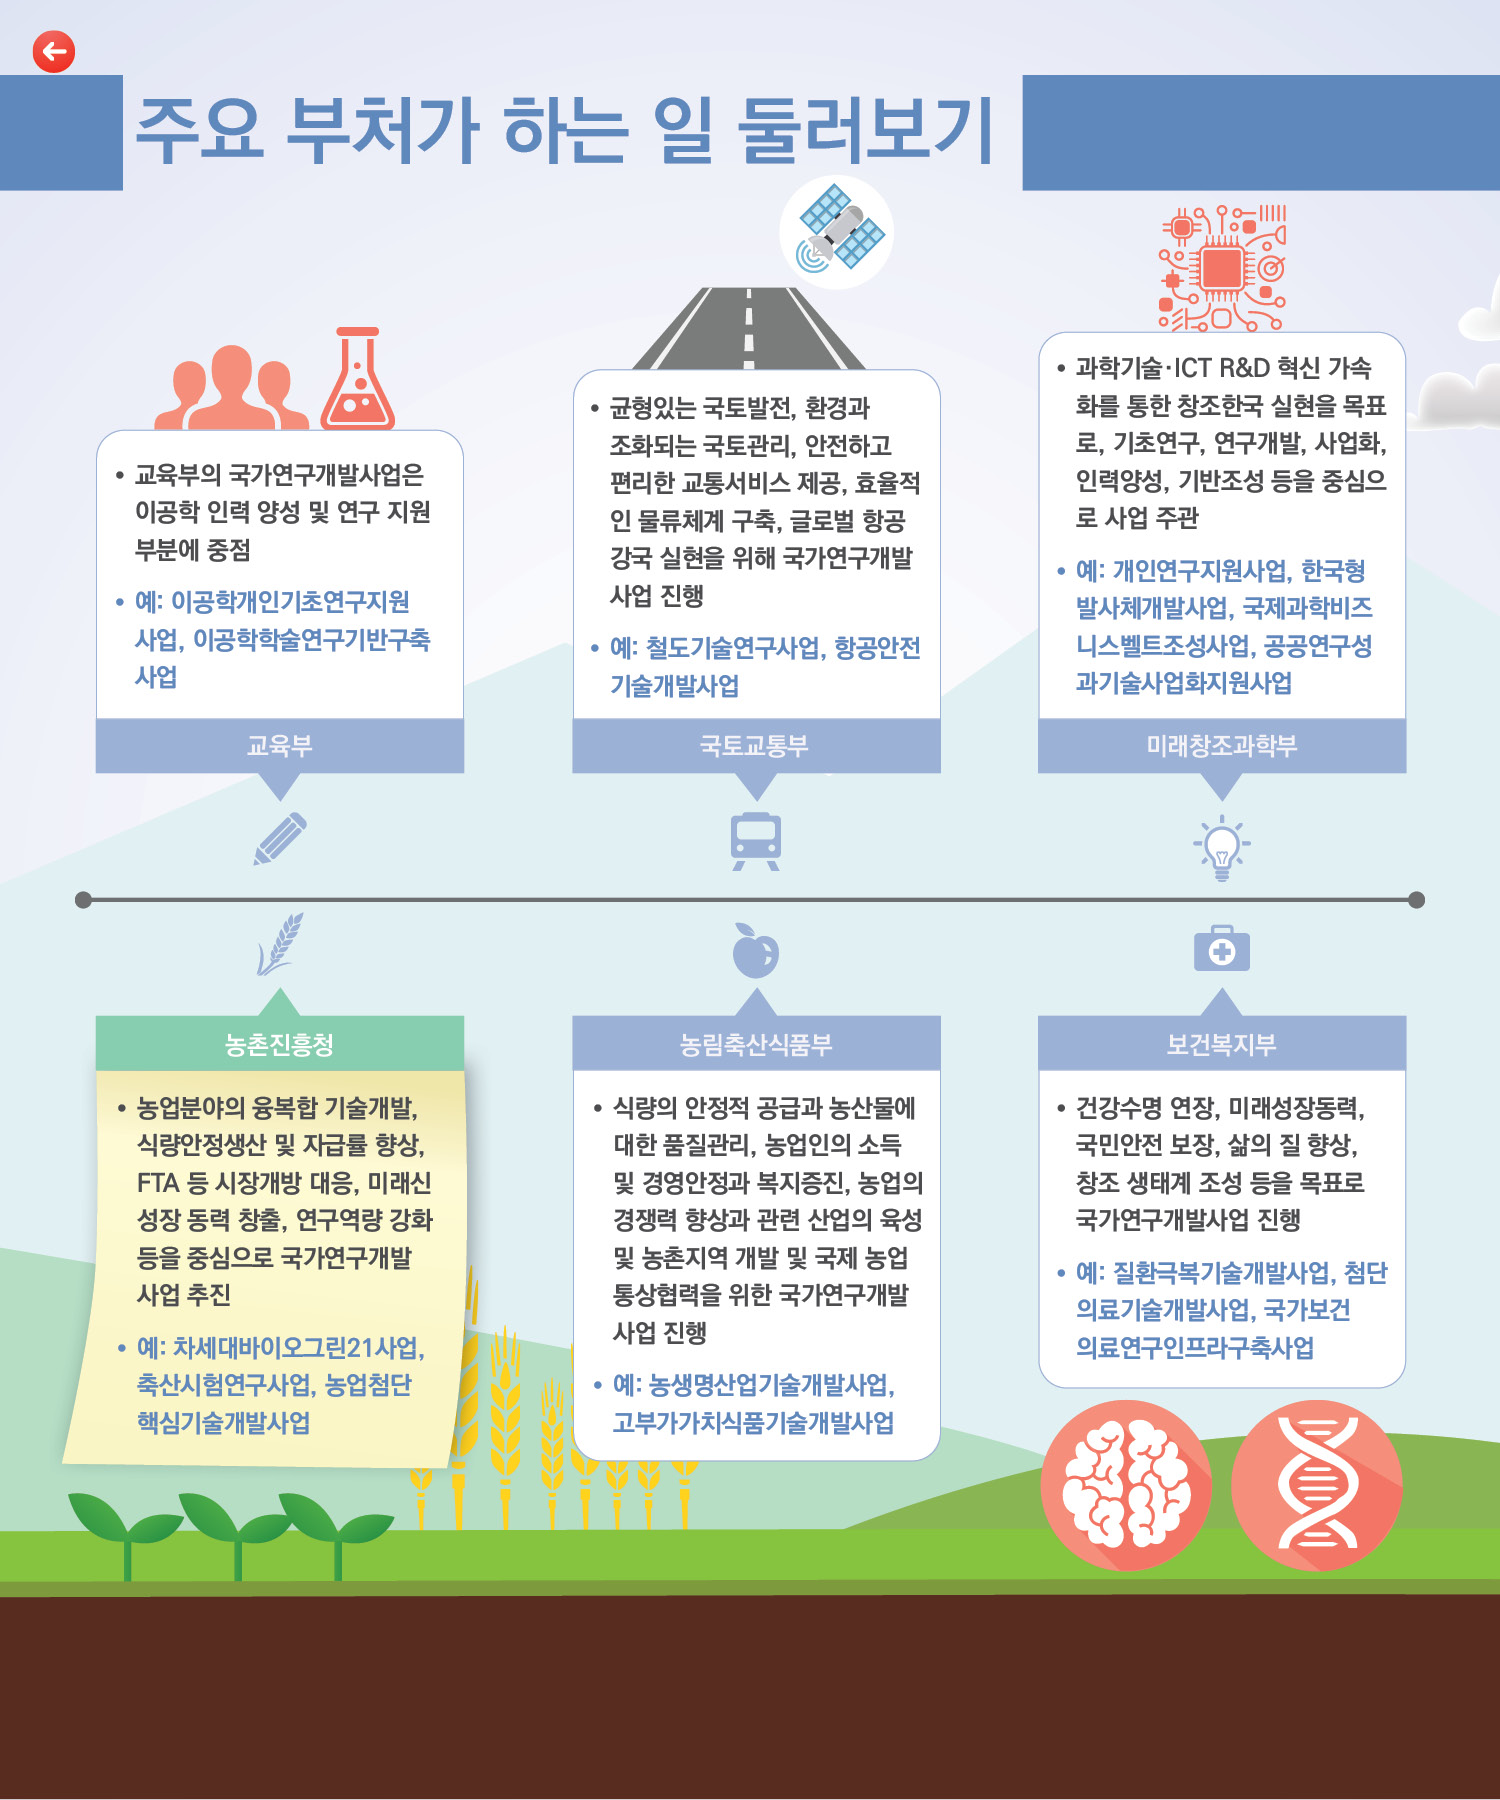 주요 부처가 하는 일 둘러보기
• 교육부의 국가연구개발사업은
이공학 인력 양성 및 연구 지원
부분에 중점
• 예: 이공학개인기초연구지원
사업, 이공학학술연구기반구축
사업
교육부
• 균형있는 국토발전, 환경과
조화되는 국토관리, 안전하고
편리한 교통서비스 제공, 효율적
인 물류체계 구축, 글로벌 항공
강국 실현을 위해 국가연구개발
사업 진행
• 예: 철도기술연구사업, 항공안전
기술개발사업
국토교통부
• 과학기술·ICT R&D 혁신 가속
화를 통한 창조한국 실현을 목표
로, 기초연구, 연구개발, 사업화,
인력양성, 기반조성 등을 중심으
로 사업 주관
• 예: 개인연구지원사업, 한국형
발사체개발사업, 국제과학비즈
니스벨트조성사업, 공공연구성
과기술사업화지원사업
미래창조과학부
농촌진흥청
• 농업분야의 융복합 기술개발,
식량안정생산 및 자급률 향상,
FTA 등 시장개방 대응, 미래신
성장 동력 창출, 연구역량 강화
등을 중심으로 국가연구개발
사업 추진
• 예: 차세대바이오그린21사업,
축산시험연구사업, 농업첨단
핵심기술개발사업
농림축산식품부
• 식량의 안정적 공급과 농산물에
대한 품질관리, 농업인의 소득
및 경영안정과 복지증진, 농업의
경쟁력 향상과 관련 산업의 육성
및 농촌지역 개발 및 국제 농업
통상협력을 위한 국가연구개발
사업 진행
• 예: 농생명산업기술개발사업,
고부가가치식품기술개발사업
보건복지부
• 건강수명 연장, 미래성장동력,
국민안전 보장, 삶의 질 향상,
창조 생태계 조성 등을 목표로
국가연구개발사업 진행
• 예: 질환극복기술개발사업, 첨단
의료기술개발사업, 국가보건
의료연구인프라구축사업